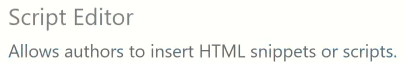 Script Editor
Allows authors to insert HTML snippets or scripts.